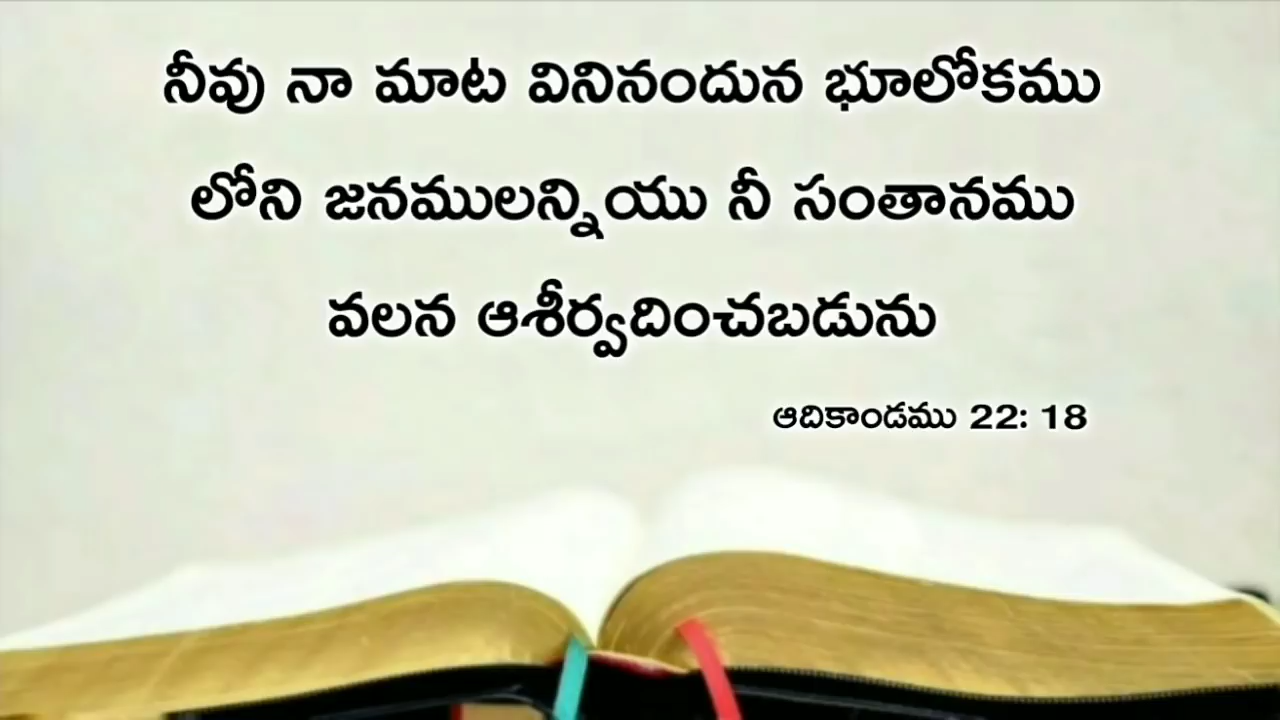 నీవు నా మాట వినినందున భూలోకము
లోని జనములన్నియు నీ సంతానము
వలన ఆశీర్వదించబడును
ఆదికాండము 22: 18